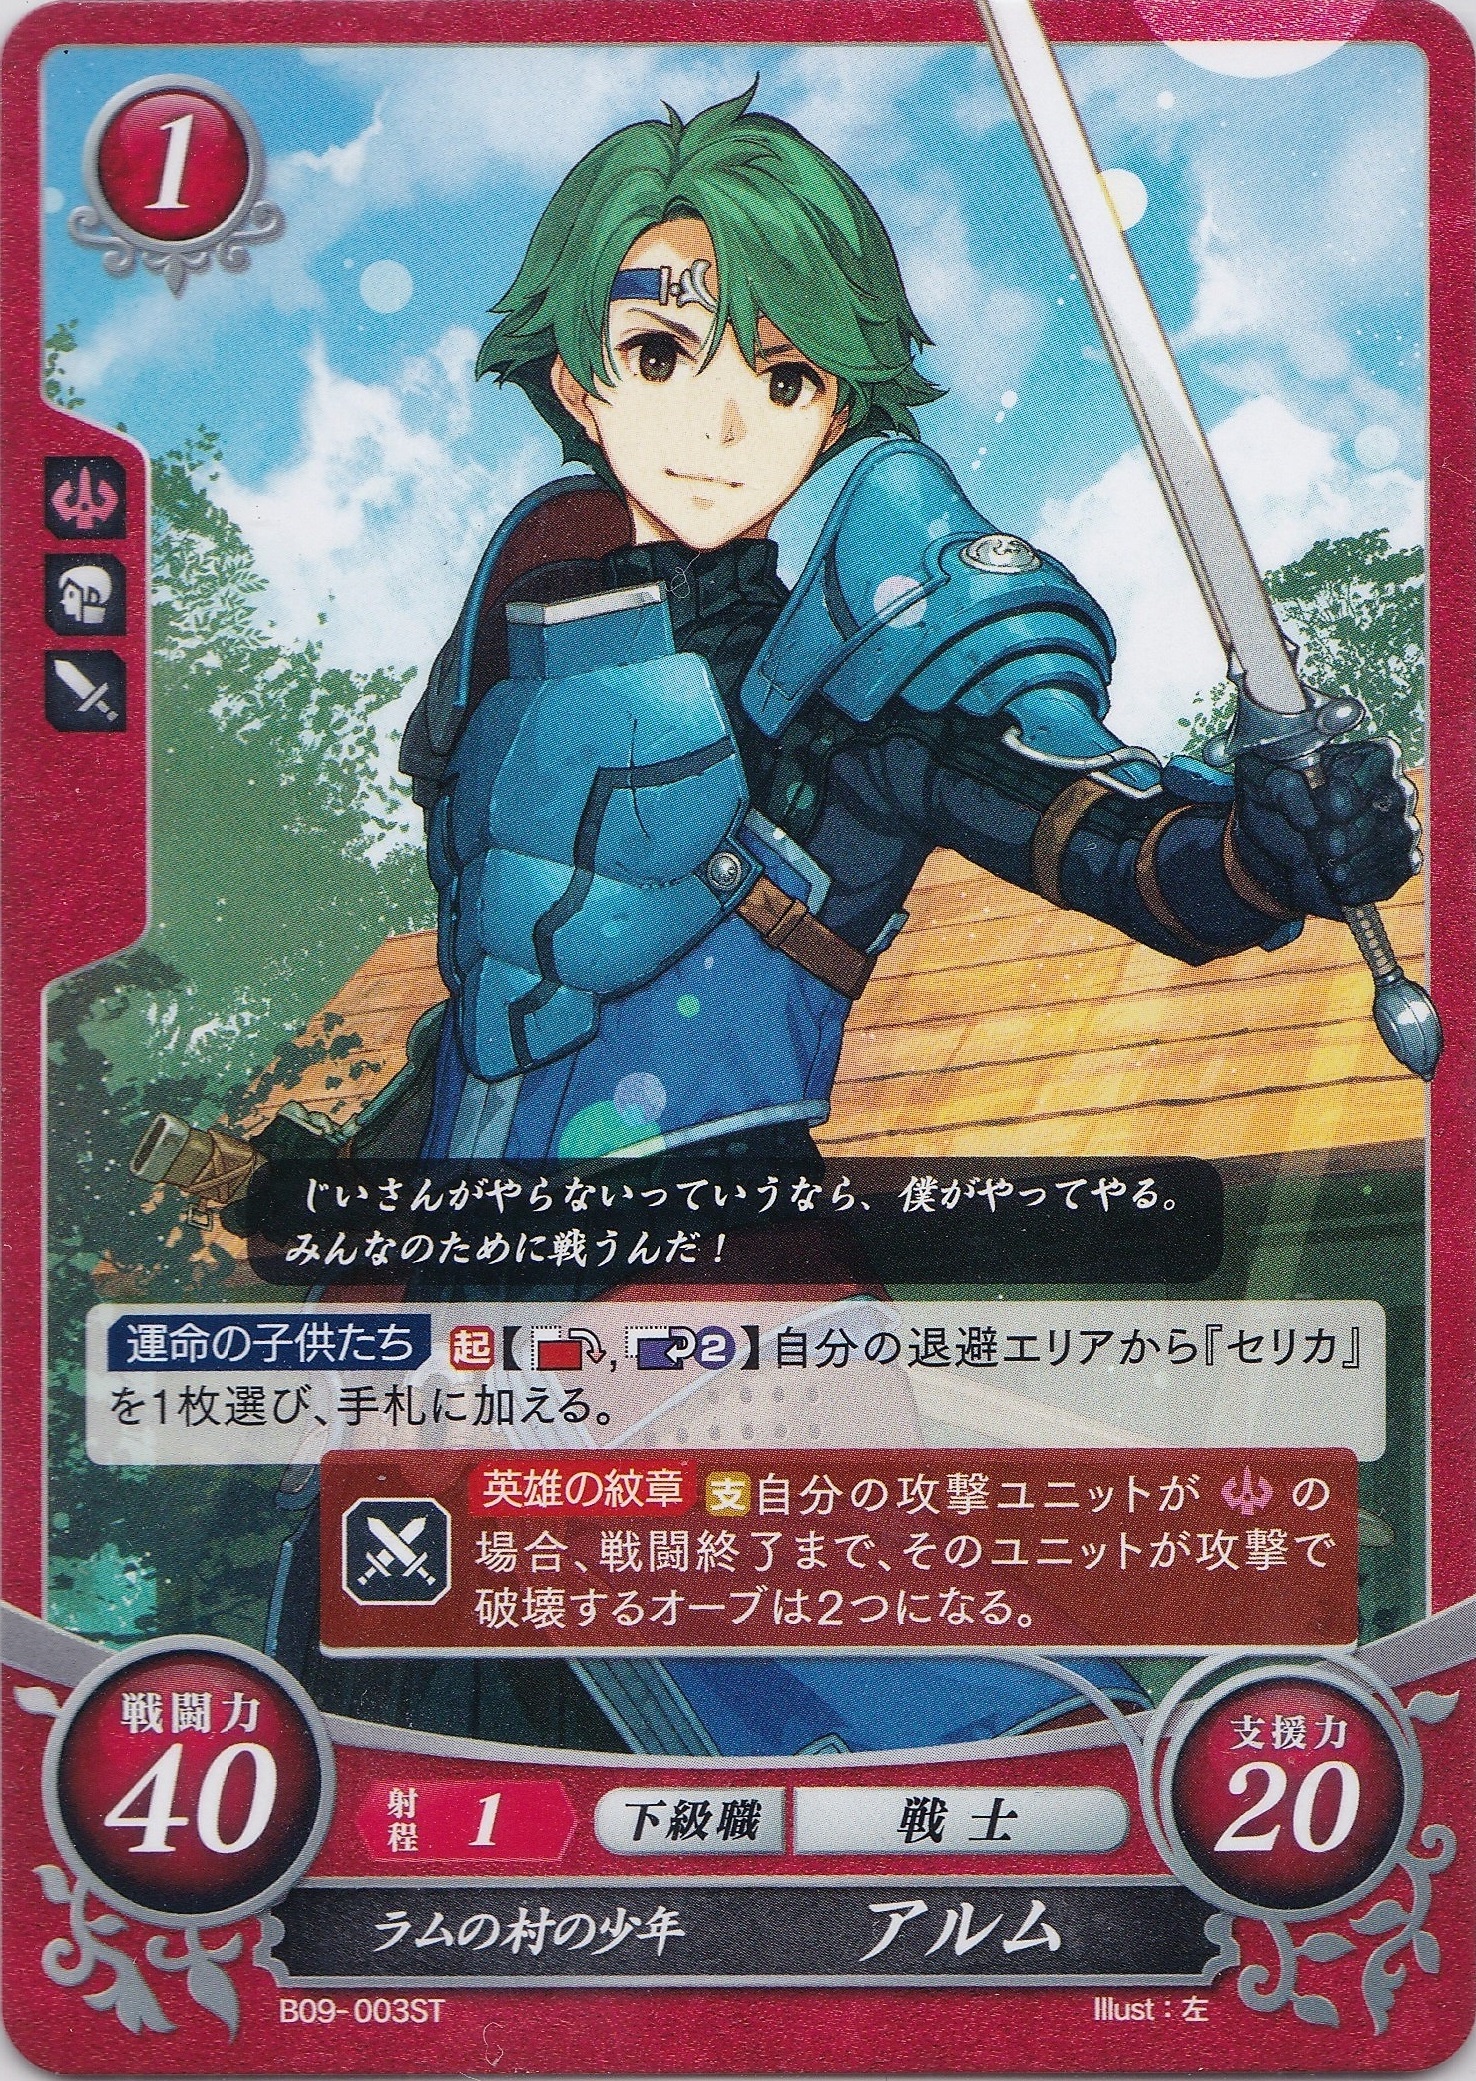 1
じいさんがやらないっていうなら、僕がやってやる。
みんなのために戦うんだ！
運命の子供たち 起【 , 2】自分の退避エリアから『セリカ』
を1枚選び、手札に加える。
英雄の紋章 支 自分の攻撃ユニットが の
場合、戦闘終了まで、そのユニットが攻撃で
破壊するオーブは2つになる。
戦闘力
40
射程 1
下級職
戦士
支援力
20
ラムの村の少年 アルム
B09-003ST
Illust：左